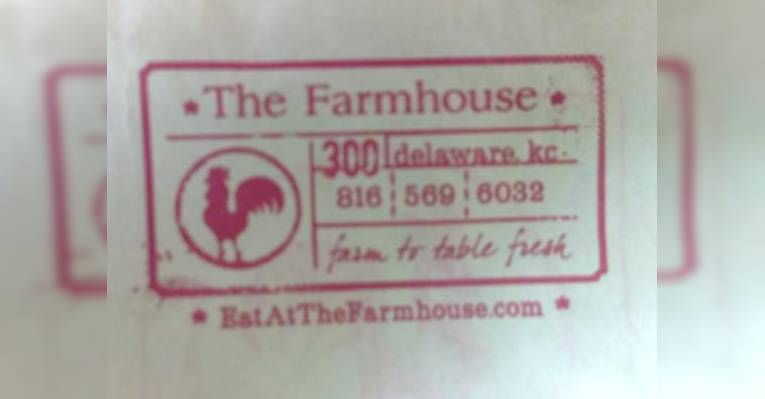 The Farmhouse
300 delaware. kc.
816 569 6032
farm to table fresh
EatAtTheFarmhouse.com